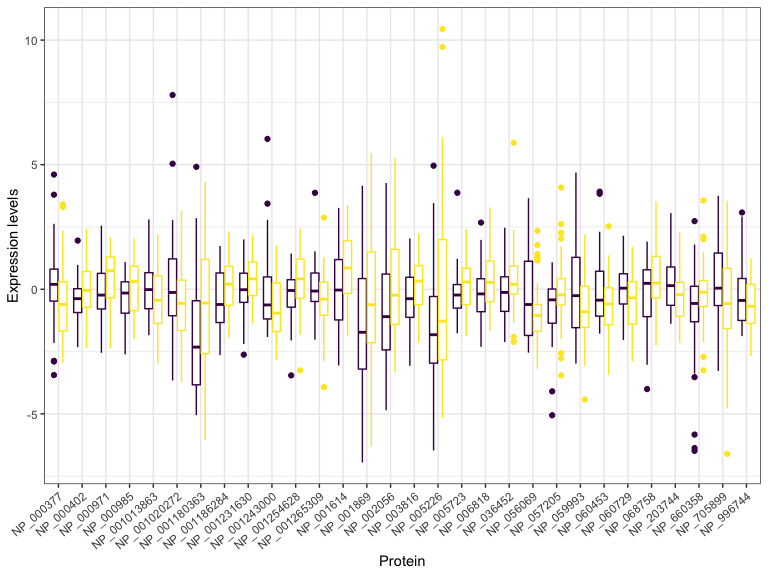 Expression levels
10
5
0
-5
NP_000377
NP_000402
NP_000971
NP_000985
NP_001013863
NP_001020272
NP_001180363
NP_001186284
NP_001231630
NP_001243000
NP_001254628
NP_001265309
NP_001614
NP_001869
NP_002056
NP_003816
NP_005226
NP_005723
NP_006818
NP_036452
NP_056069
NP_057205
NP_059993
NP_060453
NP_060729
NP_068758
NP_203744
NP_660358
NP_705899
NP_996744
Protein